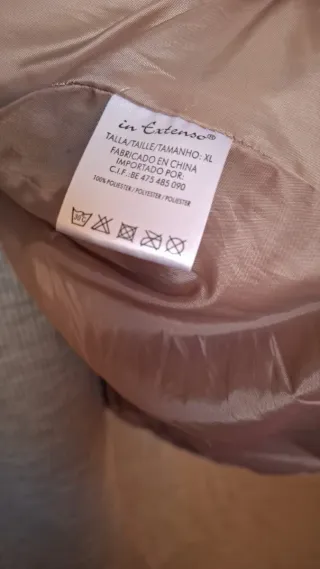 in Extenso®
TALLA/TAILLE/TAMANHO: XL
FABRICADO EN CHINA
IMPORTADO POR:
C.I.F.:BE 475 485 090
100% POLIESTER / POLYESTER / POLIESTER
30°C